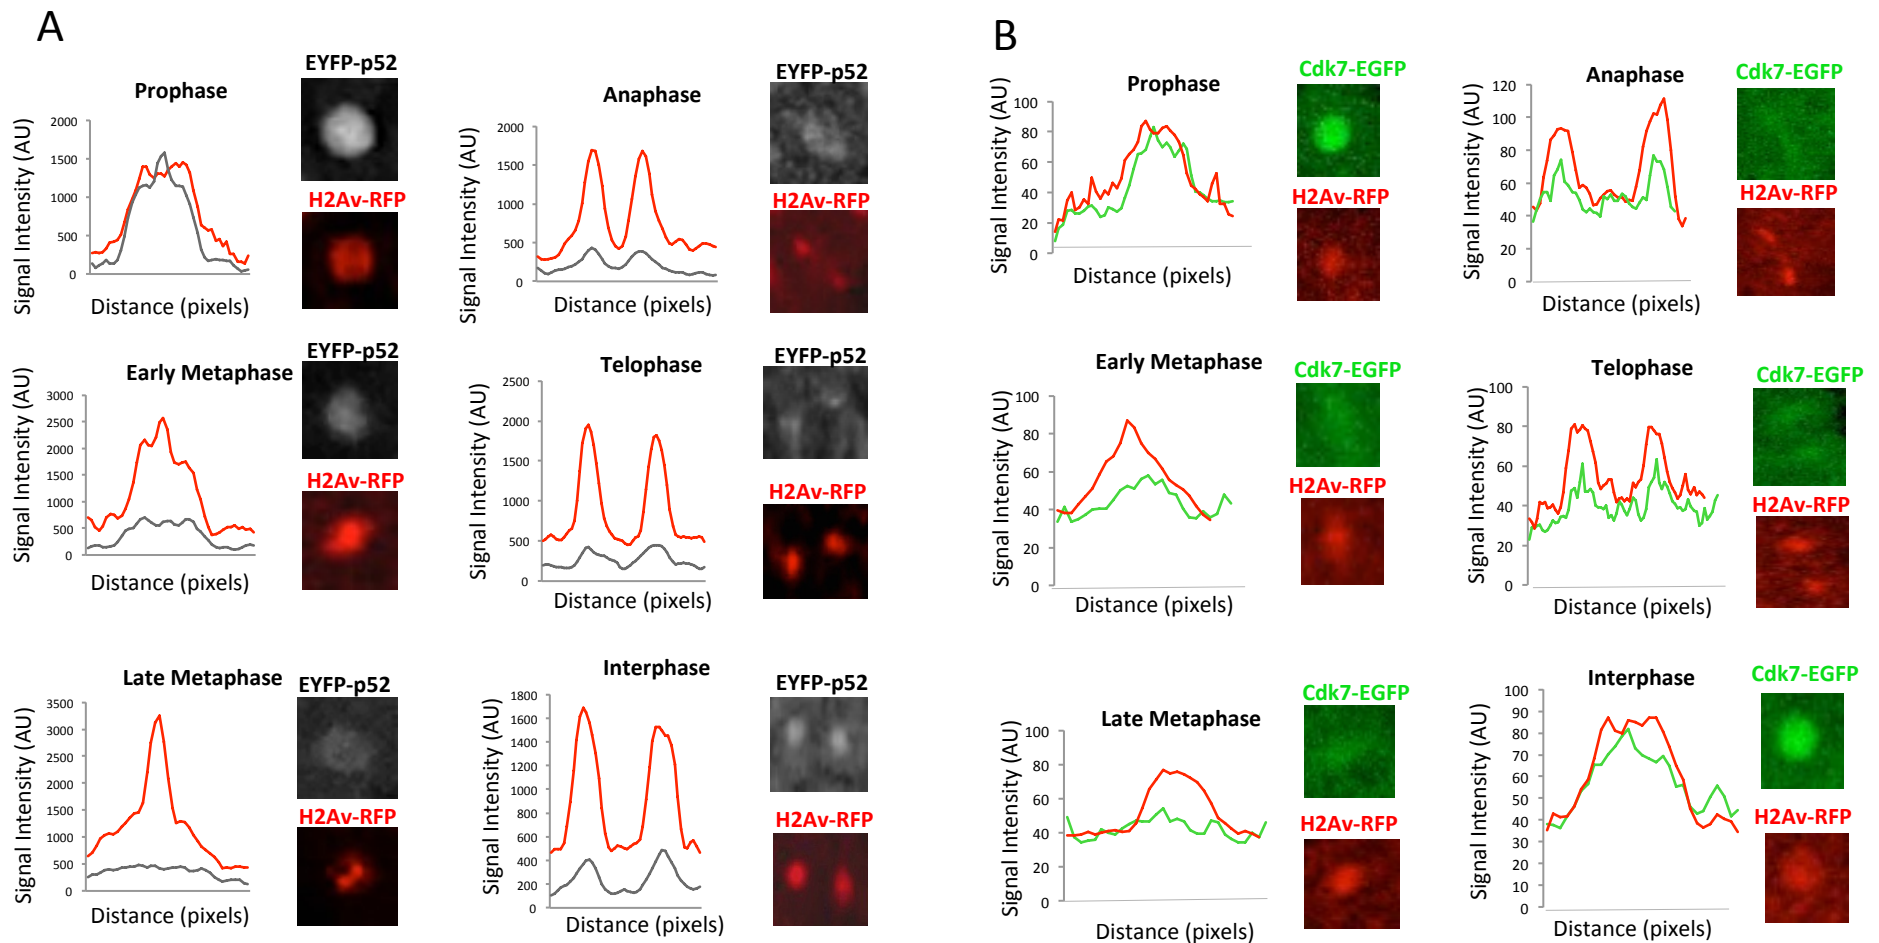 A
Prophase
EYFP-p52
H2Av-RFP
Signal Intensity (AU)
2000
1500
1000
500
0
Distance (pixels)
Anaphase
EYFP-p52
H2Av-RFP
Signal Intensity (AU)
2000
1500
1000
500
0
Distance (pixels)
Early Metaphase
EYFP-p52
H2Av-RFP
Signal Intensity (AU)
3000
2500
2000
1500
1000
500
0
Distance (pixels)
Telophase
EYFP-p52
H2Av-RFP
Signal Intensity (AU)
2500
2000
1500
1000
500
0
Distance (pixels)
Late Metaphase
EYFP-p52
H2Av-RFP
Signal Intensity (AU)
3500
3000
2500
2000
1500
1000
500
0
Distance (pixels)
Interphase
EYFP-p52
H2Av-RFP
Signal Intensity (AU)
1800
1600
1400
1200
1000
800
600
400
200
0
Distance (pixels)
B
Prophase
Cdk7-EGFP
H2Av-RFP
Signal Intensity (AU)
100
80
60
40
20
0
Distance (pixels)
Anaphase
Cdk7-EGFP
H2Av-RFP
Signal Intensity (AU)
120
100
80
60
40
20
0
Distance (pixels)
Early Metaphase
Cdk7-EGFP
H2Av-RFP
Signal Intensity (AU)
100
80
60
40
20
0
Distance (pixels)
Telophase
Cdk7-EGFP
H2Av-RFP
Signal Intensity (AU)
100
80
60
40
20
0
Distance (pixels)
Late Metaphase
Cdk7-EGFP
H2Av-RFP
Signal Intensity (AU)
100
80
60
40
20
0
Distance (pixels)
Interphase
Cdk7-EGFP
H2Av-RFP
Signal Intensity (AU)
100
90
80
70
60
50
40
30
20
10
0
Distance (pixels)